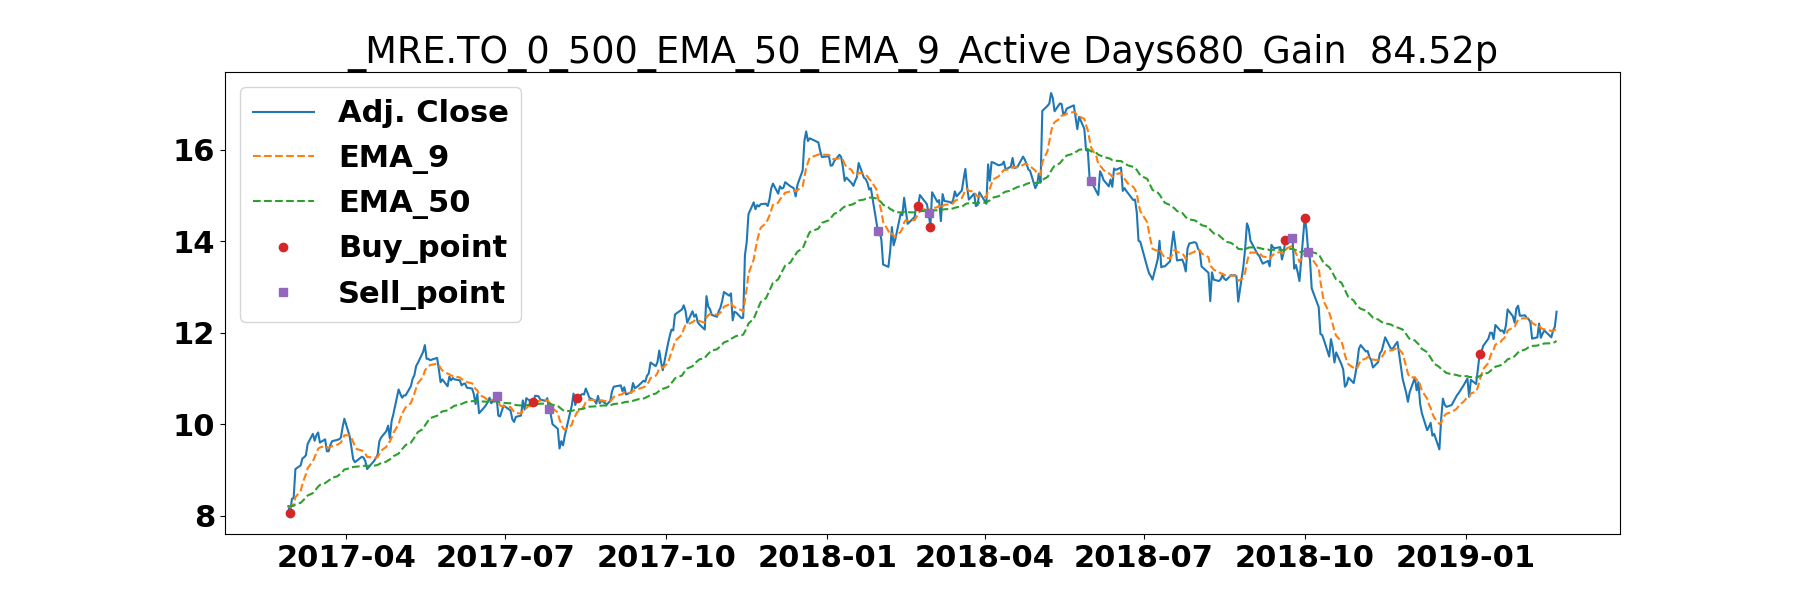 _MRE.TO_0_500_EMA_50_EMA_9_Active Days680_Gain  84.52p
Adj. Close
EMA_9
EMA_50
Buy_point
Sell_point
16
14
12
10
8
2017-04 2017-07 2017-10 2018-01 2018-04 2018-07 2018-10 2019-01